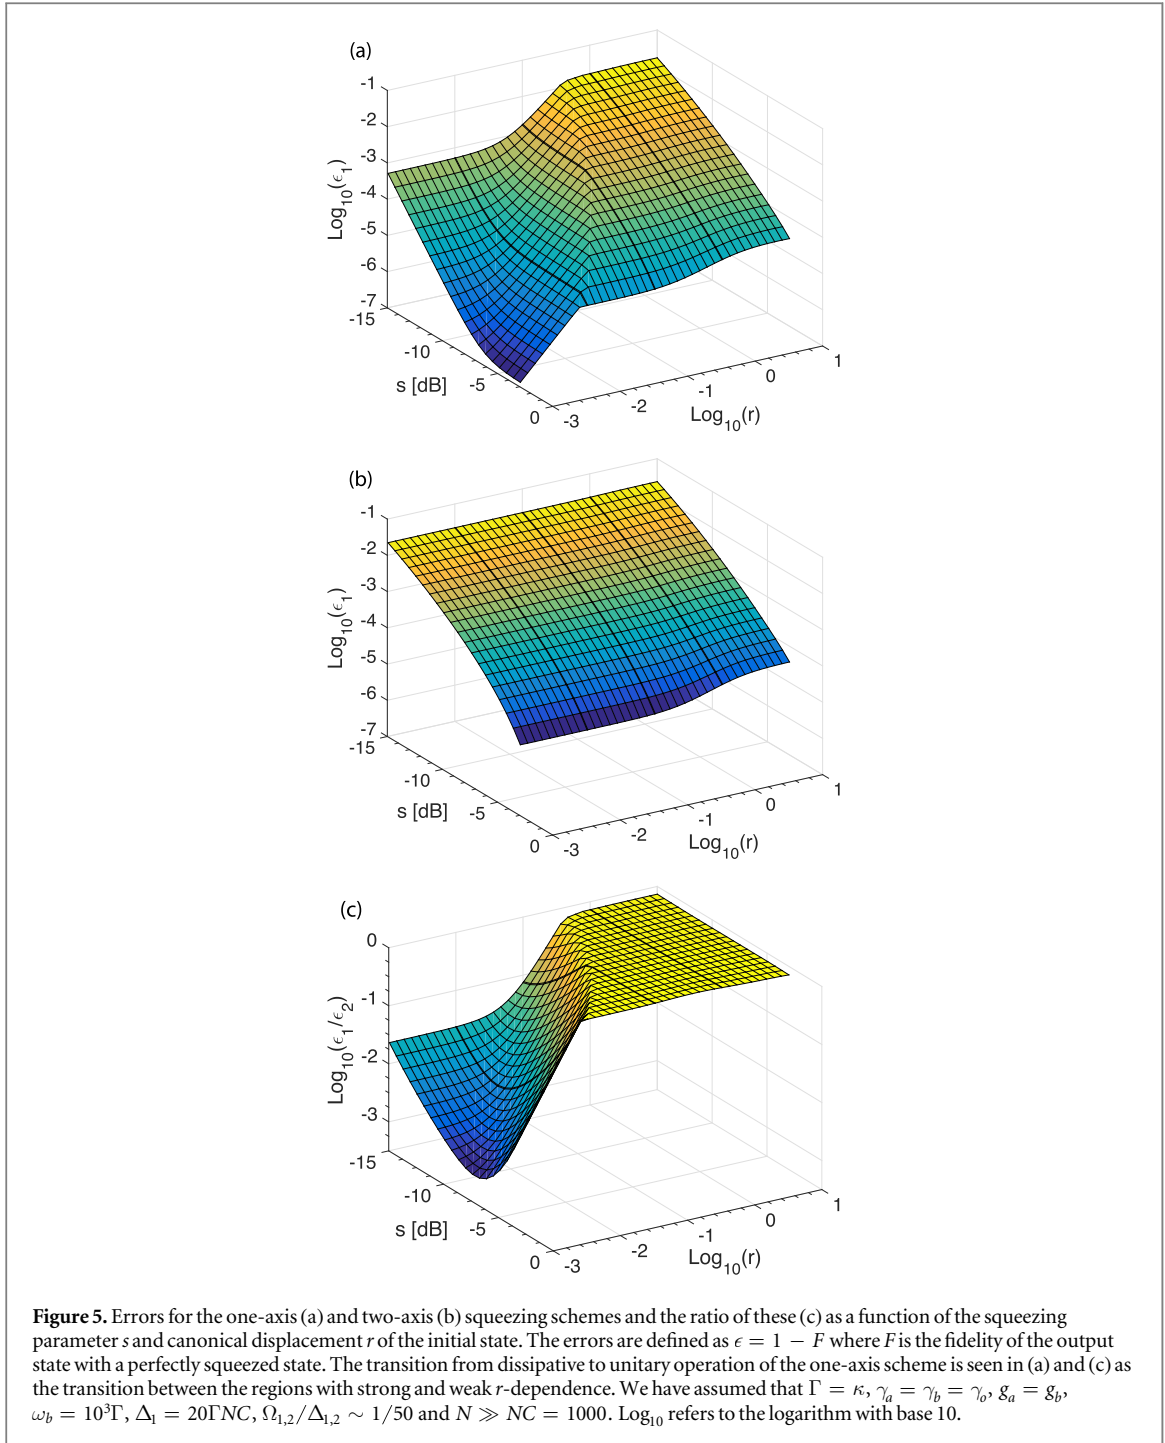 (a)
-1
-2
-3
-4
-5
-6
-7
Log10(ϵ1)
-15
-10
-5
0
s [dB]
-3
-2
-1
0
1
Log10(r)
(b)
-1
-2
-3
-4
-5
-6
-7
Log10(ϵ1)
-15
-10
-5
0
s [dB]
-3
-2
-1
0
1
Log10(r)
(c)
0
-1
-2
-3
Log10(ϵ1/ϵ2)
-15
-10
-5
0
s [dB]
-3
-2
-1
0
1
Log10(r)
Figure 5. Errors for the one-axis (a) and two-axis (b) squeezing schemes and the ratio of these (c) as a function of the squeezing
parameter s and canonical displacement r of the initial state. The errors are defined as ϵ = 1 − F where F is the fidelity of the output
state with a perfectly squeezed state. The transition from dissipative to unitary operation of the one-axis scheme is seen in (a) and (c) as
the transition between the regions with strong and weak r-dependence. We have assumed that Γ = κ, γa = γb = γo, ga = gb,
ωb = 10³Γ, Δ1 = 20ΓNC, Ω1,2/Δ1,2 ∼ 1/50 and N ≫ NC = 1000. Log10 refers to the logarithm with base 10.